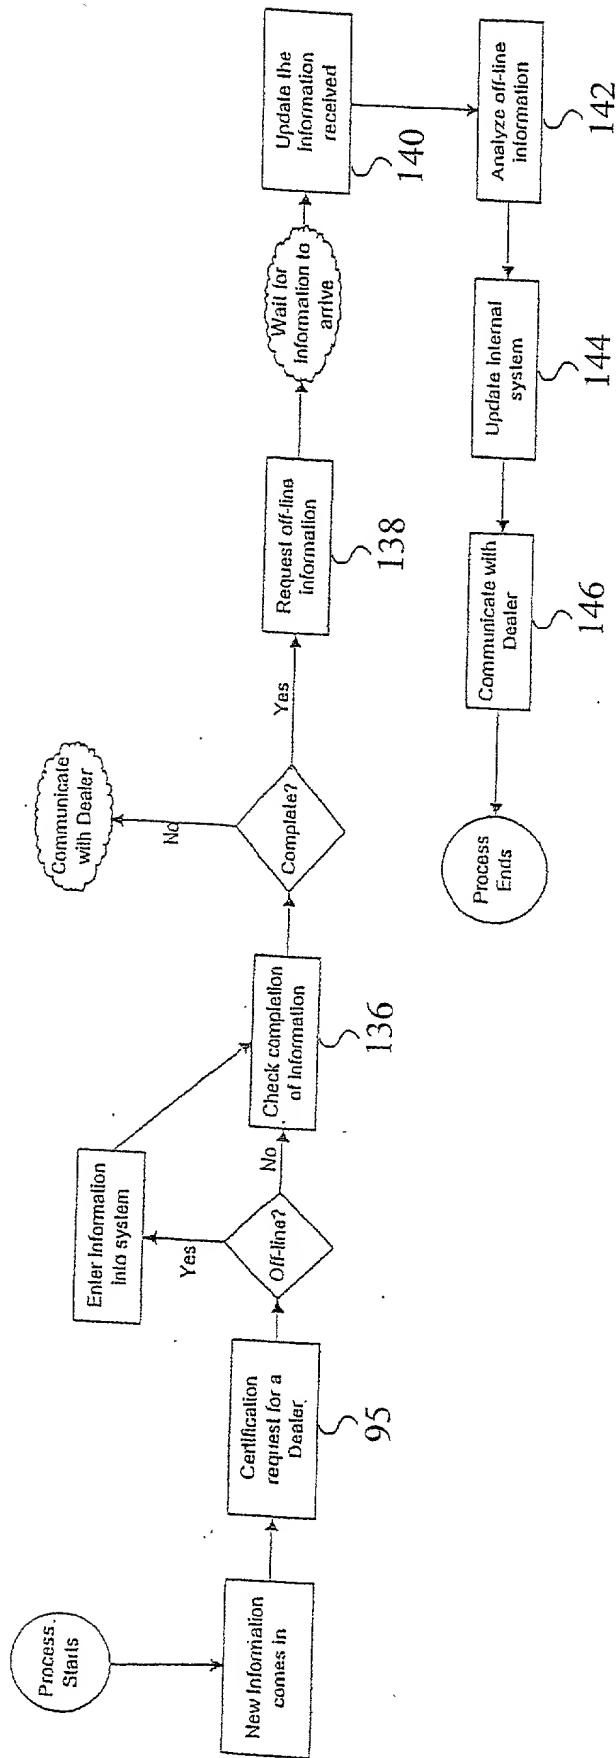 Process.
Starts
New Information
comes in
Certification
request for a
Dealer.
95
Off-line?
Yes
Enter Information
into system
No
Check completion
of Information
136
Complete?
No
Communicate
with Dealer
Yes
Request off-line
information
138
Wait for
Information to
arrive
Update the
Information
received
140
Analyze off-line
information
142
Update Internal
system
144
Communicate with
Dealer
146
Process
Ends